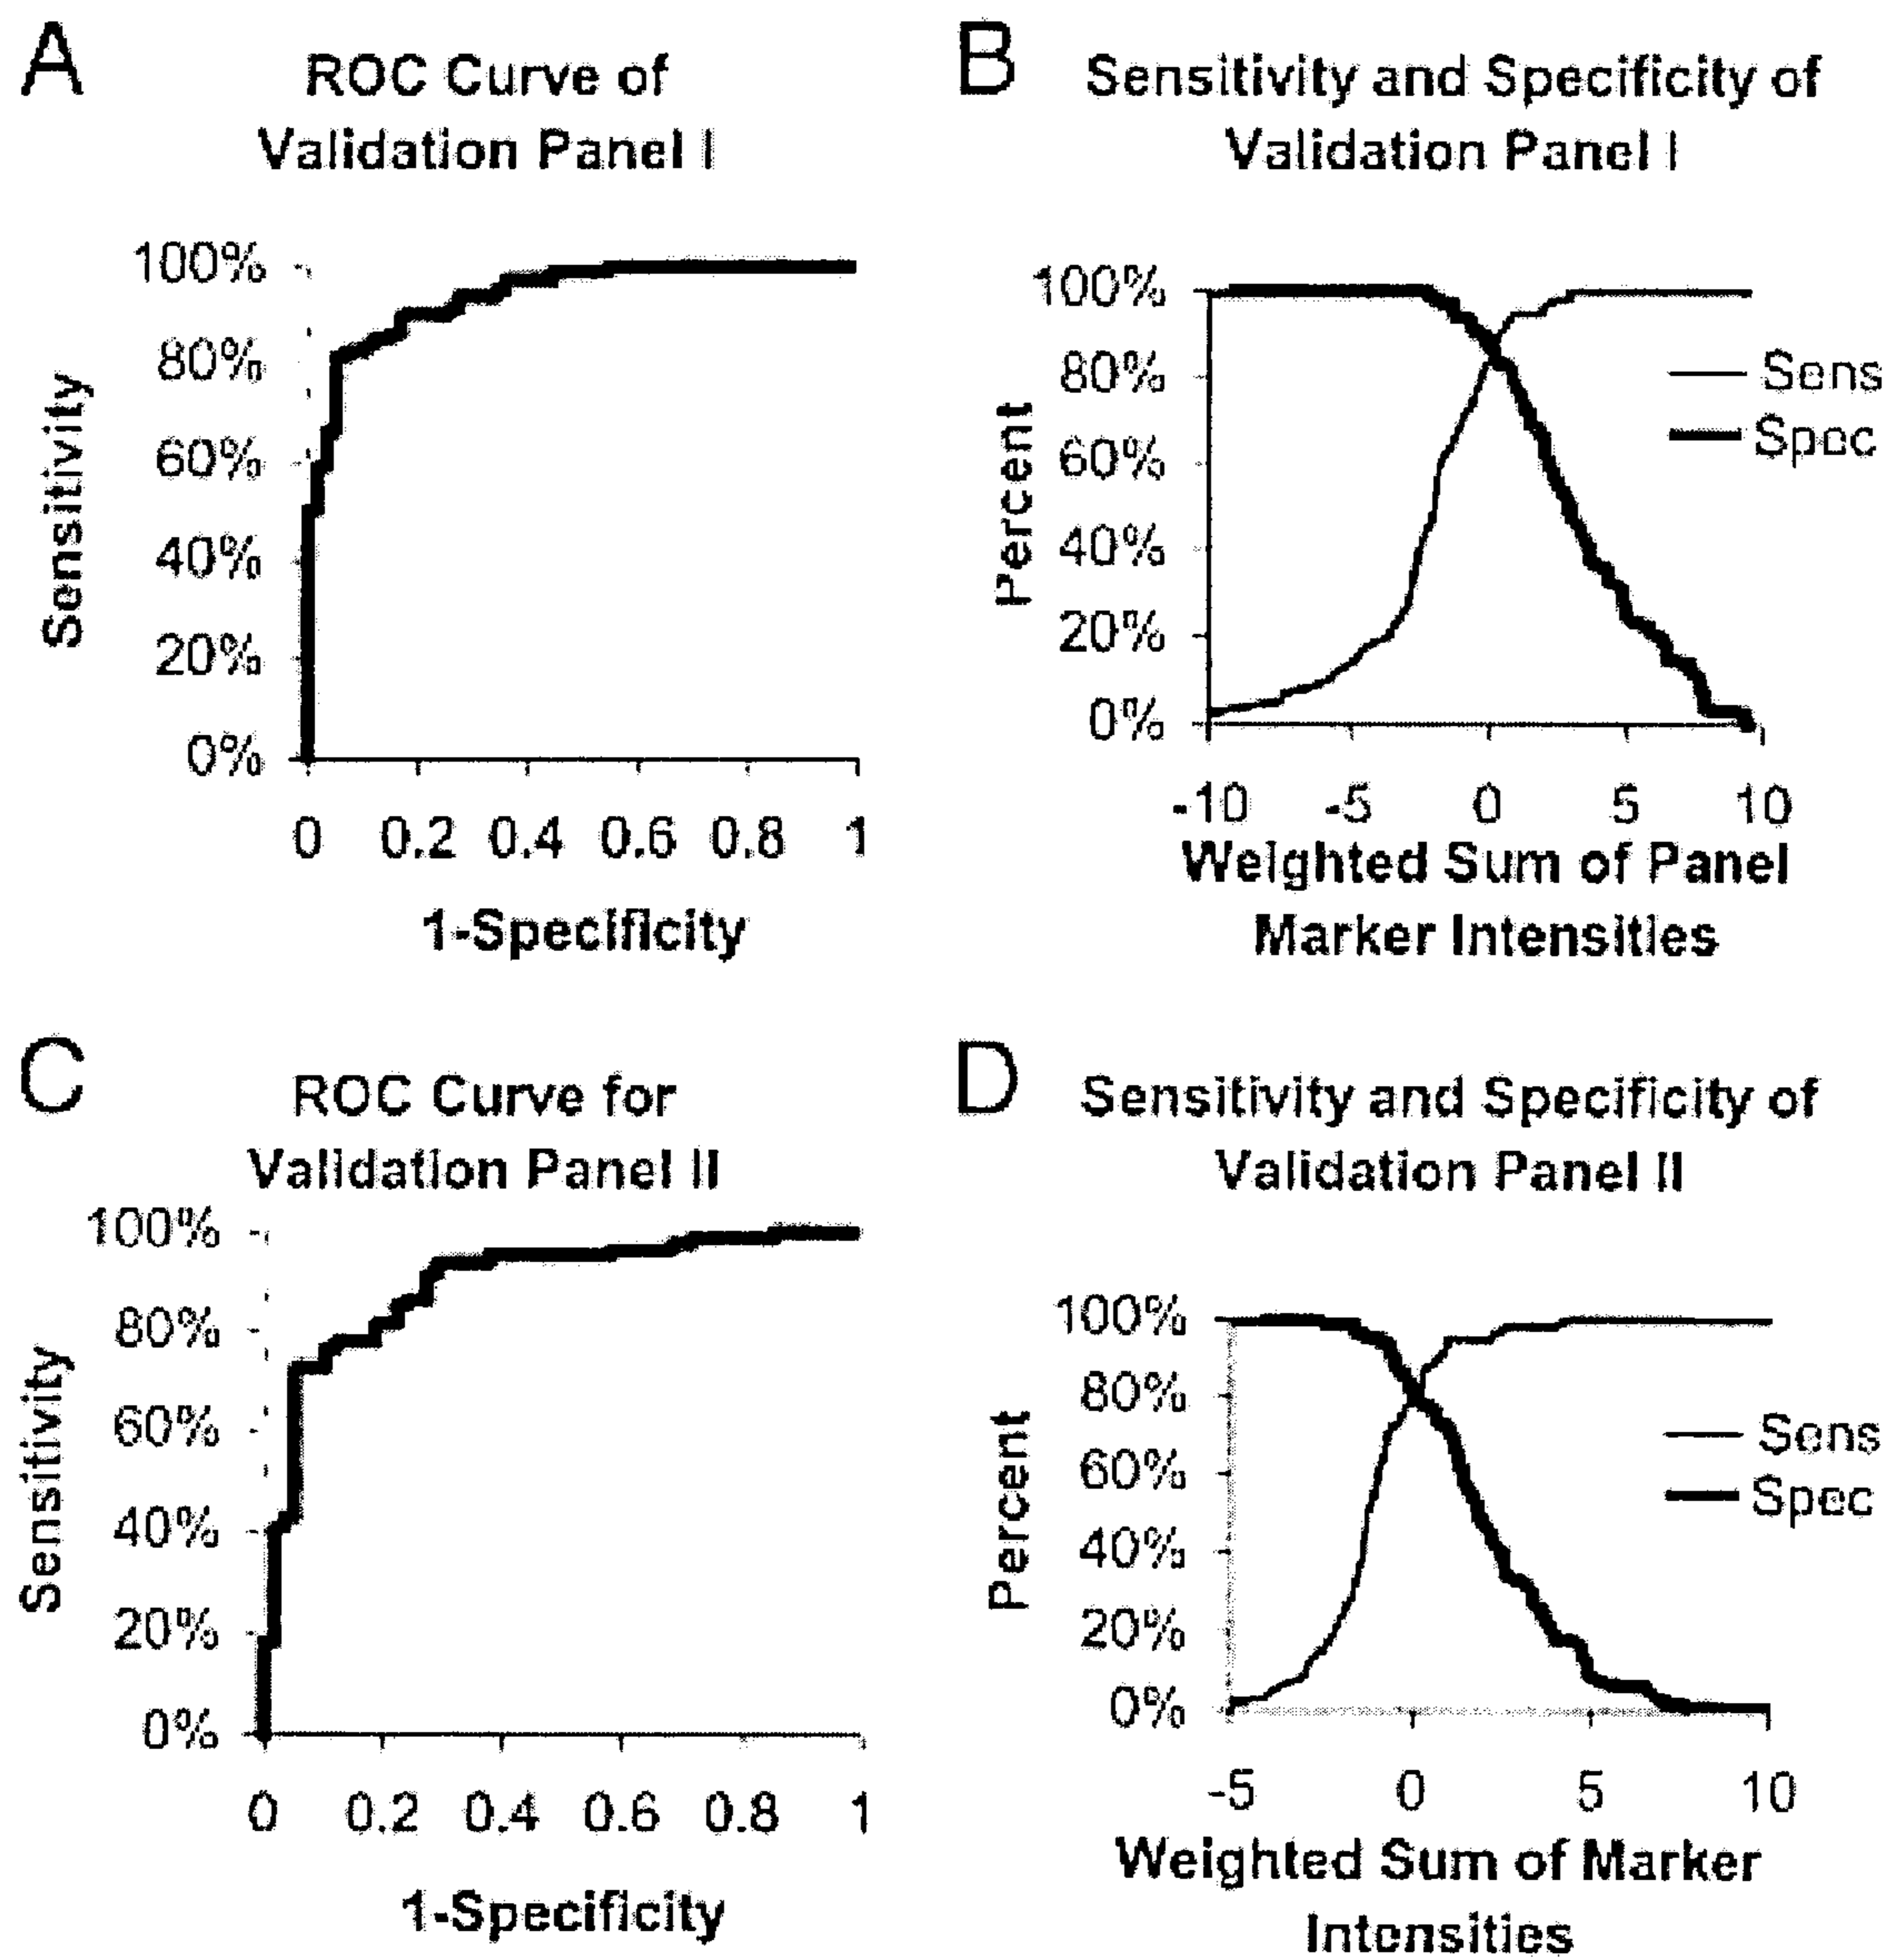 A
ROC Curve of
Validation Panel I
100%
80%
60%
40%
20%
0%
Sensitivity
0 0.2 0.4 0.6 0.8 1
1-Specificity
B
Sensitivity and Specificity of
Validation Panel I
100%
80%
60%
40%
20%
0%
Percent
Sens
Spec
-10 -5 0 5 10
Weighted Sum of Panel
Marker Intensities
C
ROC Curve for
Validation Panel II
100%
80%
60%
40%
20%
0%
Sensitivity
0 0.2 0.4 0.6 0.8 1
1-Specificity
D
Sensitivity and Specificity of
Validation Panel II
100%
80%
60%
40%
20%
0%
Percent
Sens
Spec
-5 0 5 10
Weighted Sum of Marker
Intensities